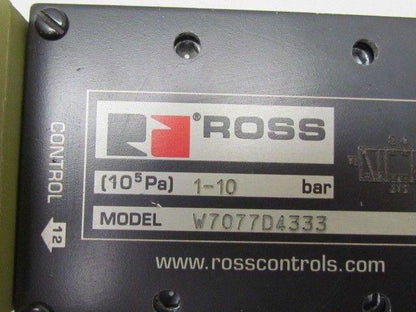 ®ROSS
(10⁵Pa) 1-10 bar
MODEL W7077D4333
www.rosscontrols.com
CONTROL 12